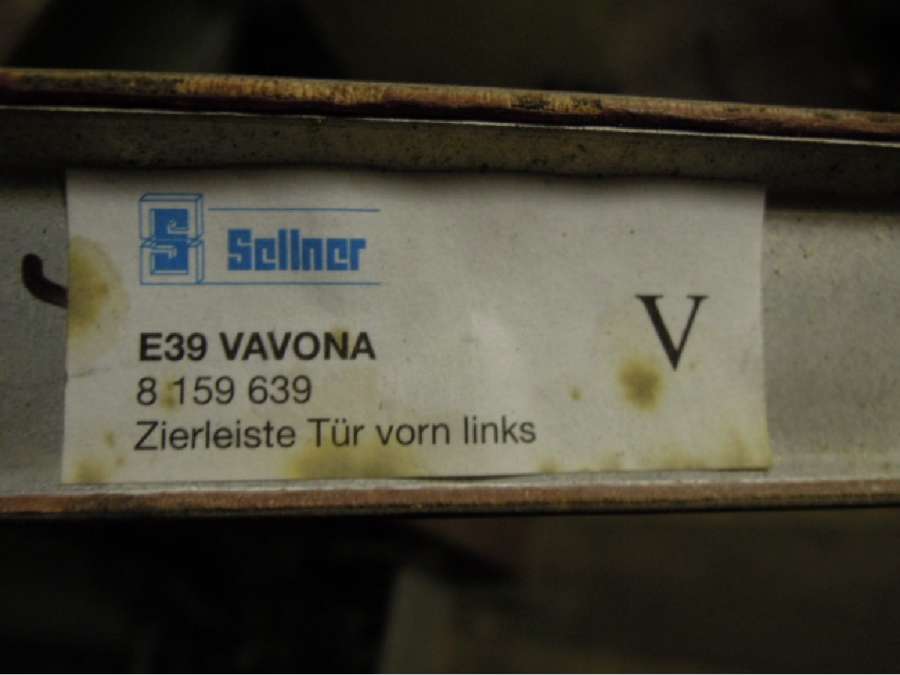 S Sellner
E39 VAVONA
8 159 639
Zierleiste Tür vorn links
V